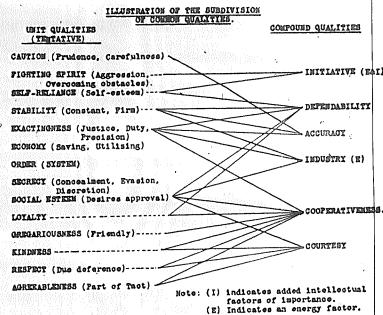 ILLUSTRATION OF THE SUBDIVISION
OF COMMON QUALITIES.
UNIT QUALITIES
(TENTATIVE)
COMPOUND QUALITIES
CAUTION (Prudence, Carefulness)
FIGHTING SPIRIT (Aggression,
Overcoming obstacles).
INITIATIVE (E&I)
SELF-RELIANCE (Self-esteem)
STABILITY (Constant, Firm)
DEPENDABILITY
EXACTINGNESS (Justice, Duty,
Precision)
ACCURACY
ECONOMY (Saving, Utilizing)
ORDER (SYSTEM)
INDUSTRY (E)
SECRECY (Concealment, Evasion,
Discretion)
SOCIAL ESTEEM (Desires approval)
LOYALTY
COOPERATIVENESS.
GREGARIOUSNESS (Friendly)
KINDNESS
COURTESY
RESPECT (Due deference)
AGREEABLENESS (Part of Tact)
Note: (I) indicates added intellectual
factors of importance.
(E) Indicates an energy factor.